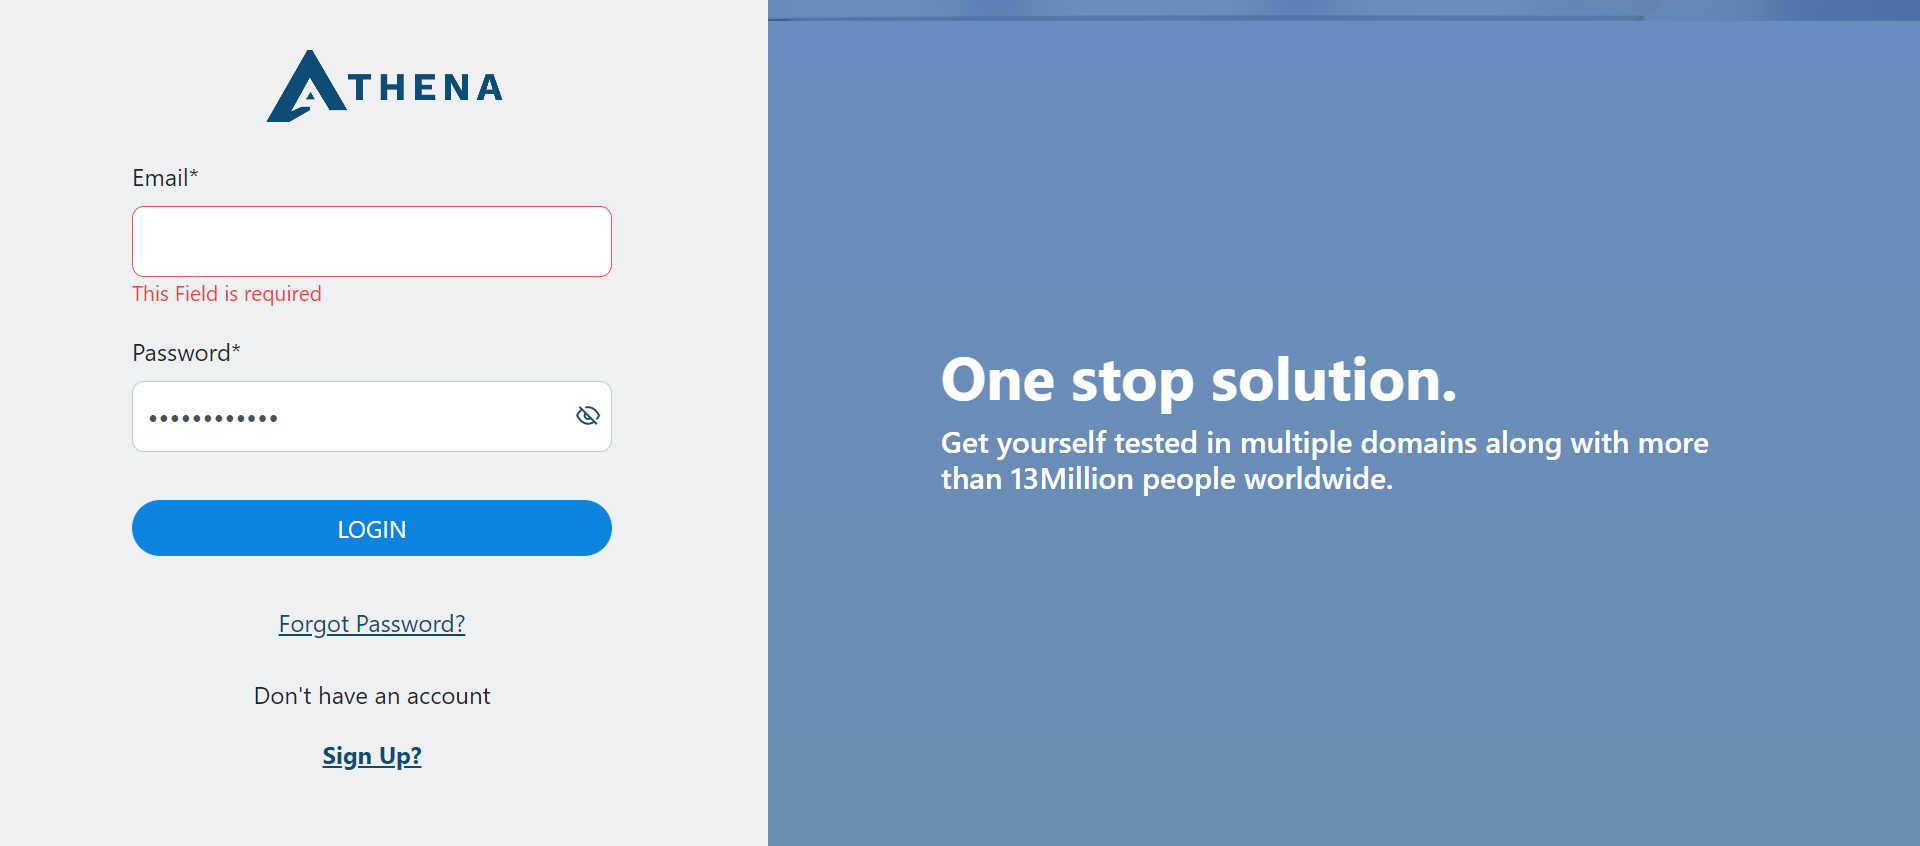 ATHENA
Email*
This Field is required
Password*
••••••••••••
LOGIN
Forgot Password?
Don't have an account
Sign Up?
One stop solution.
Get yourself tested in multiple domains along with more
than 13Million people worldwide.